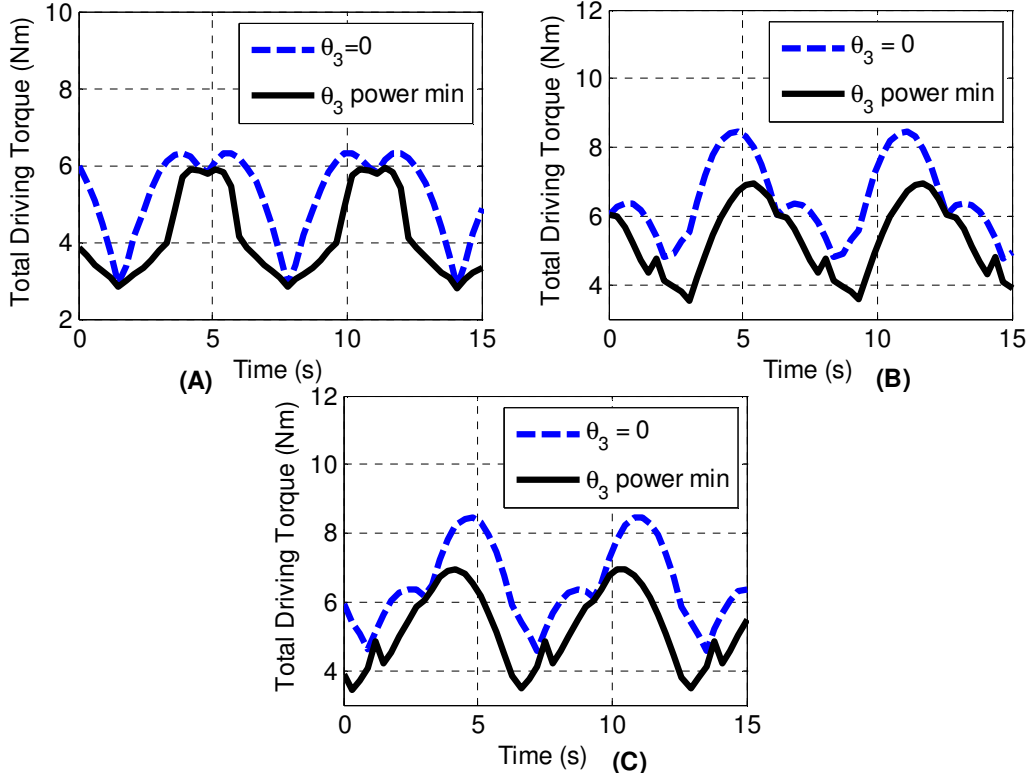 10
8
6
4
2
Total Driving Torque (Nm)
θ3=0
θ3 power min
0 5 10 15
Time (s)
(A)
12
10
8
6
4
Total Driving Torque (Nm)
θ3 = 0
θ3 power min
0 5 10 15
Time (s)
(B)
12
10
8
6
4
Total Driving Torque (Nm)
θ3 = 0
θ3 power min
0 5 10 15
Time (s)
(C)